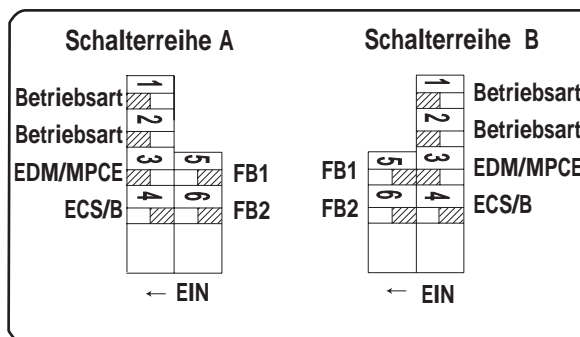 Schalterreihe A
1
Betriebsart
2
Betriebsart
3 5
EDM/MPCE FB1
4 6
ECS/B FB2
← EIN
Schalterreihe B
1
Betriebsart
2
Betriebsart
5 3
FB1 EDM/MPCE
6 4
FB2 ECS/B
← EIN